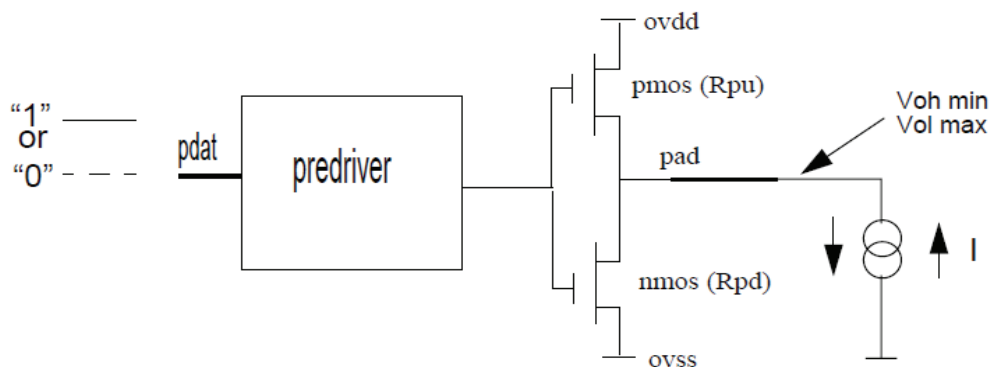 ovdd
pmos (Rpu)
Voh min
Vol max
“1”
or
“0”
pdat
predriver
pad
I
nmos (Rpd)
ovss